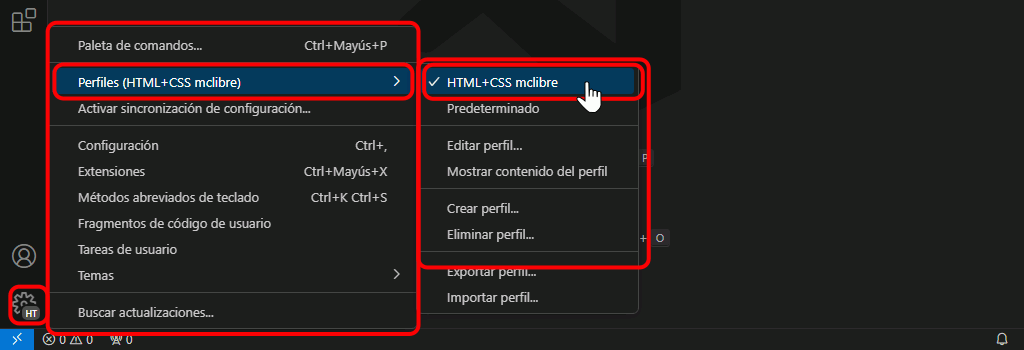 Paleta de comandos... Ctrl+Mayús+P
Perfiles (HTML+CSS mclibre)
Activar sincronización de configuración...
Configuración Ctrl+,
Extensiones Ctrl+Mayús+X
Métodos abreviados de teclado Ctrl+K Ctrl+S
Fragmentos de código de usuario
Tareas de usuario
Temas
Buscar actualizaciones...
HTML+CSS mclibre
Predeterminado
Editar perfil...
Mostrar contenido del perfil
Crear perfil...
Eliminar perfil...
Exportar perfil...
Importar perfil...
P
+ O
HT
0 0 0